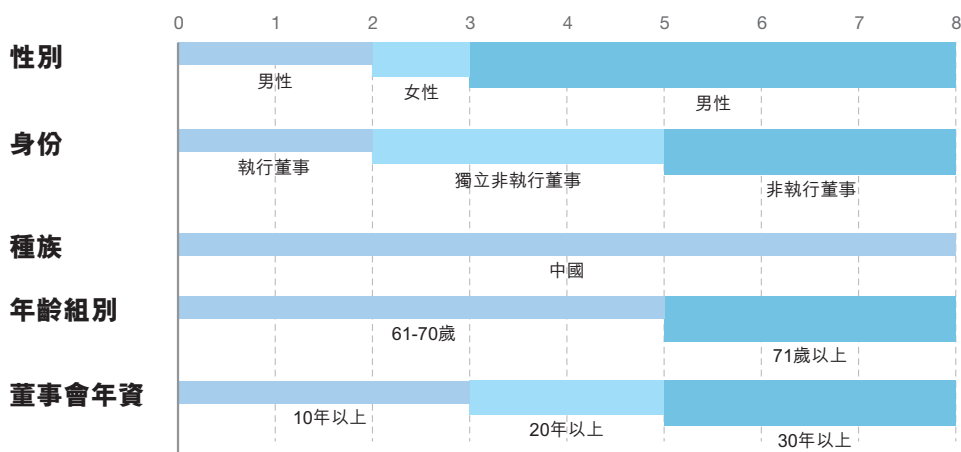 0 1 2 3 4 5 6 7 8
性別
男性
女性
男性
身份
執行董事
獨立非執行董事
非執行董事
種族
中國
年齡組別
61-70歲
71歲以上
董事會年資
10年以上
20年以上
30年以上